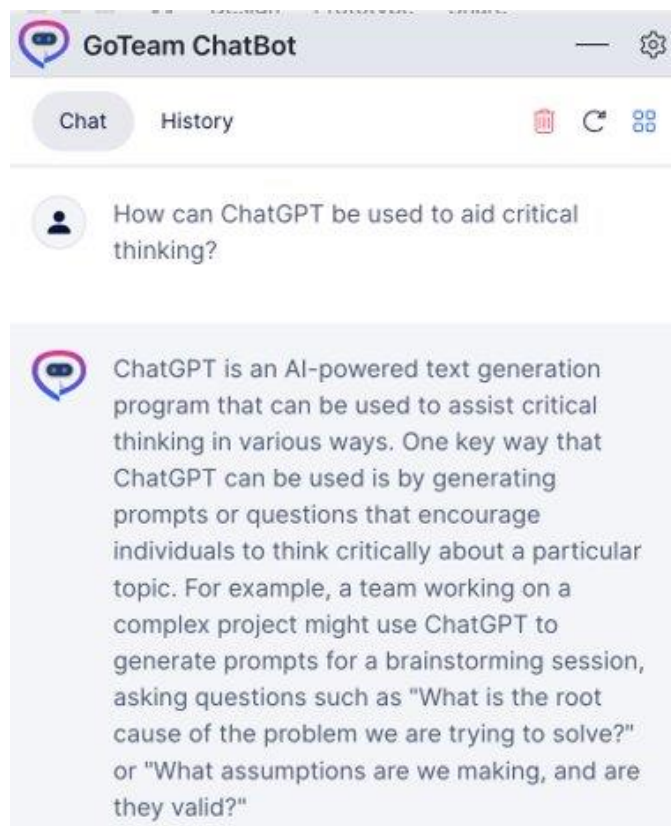 GoTeam ChatBot
Chat History
How can ChatGPT be used to aid critical
thinking?
ChatGPT is an AI-powered text generation
program that can be used to assist critical
thinking in various ways. One key way that
ChatGPT can be used is by generating
prompts or questions that encourage
individuals to think critically about a particular
topic. For example, a team working on a
complex project might use ChatGPT to
generate prompts for a brainstorming session,
asking questions such as "What is the root
cause of the problem we are trying to solve?"
or "What assumptions are we making, and are
they valid?"